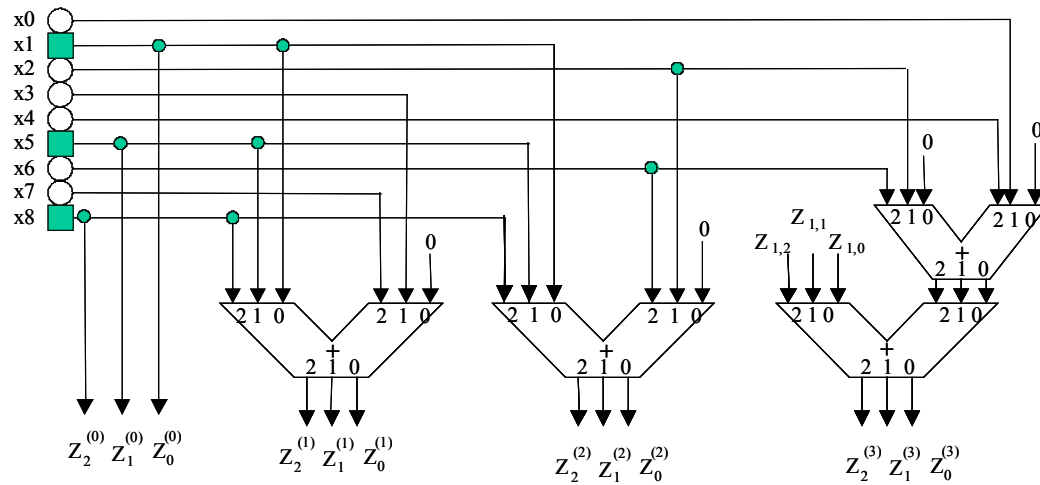 x0
x1
x2
x3
x4
x5
x6
x7
x8
0
0
2 1 0
2 1 0
+
2 1 0
0
0
Z1,2
Z1,1
Z1,0
2 1 0
2 1 0
+
2 1 0
2 1 0
2 1 0
+
2 1 0
2 1 0
2 1 0
+
2 1 0
Z2(0) Z1(0) Z0(0)
Z2(1) Z1(1) Z0(1)
Z2(2) Z1(2) Z0(2)
Z2(3) Z1(3) Z0(3)